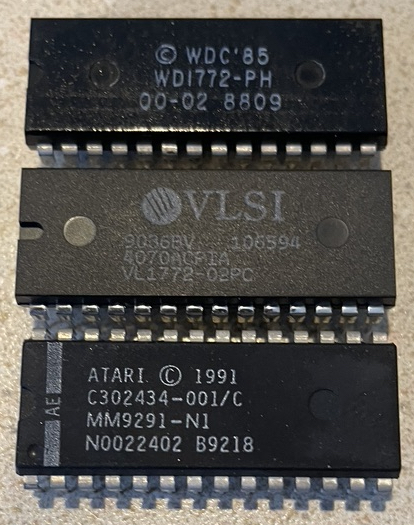 © WDC'85
WD1772-PH
00-02 8809
VLSI
9036BV 106594
4070ACPIA
VL1772-02PC
AE
ATARI © 1991
C302434-001/C
MM9291-N1
N0022402 B9218